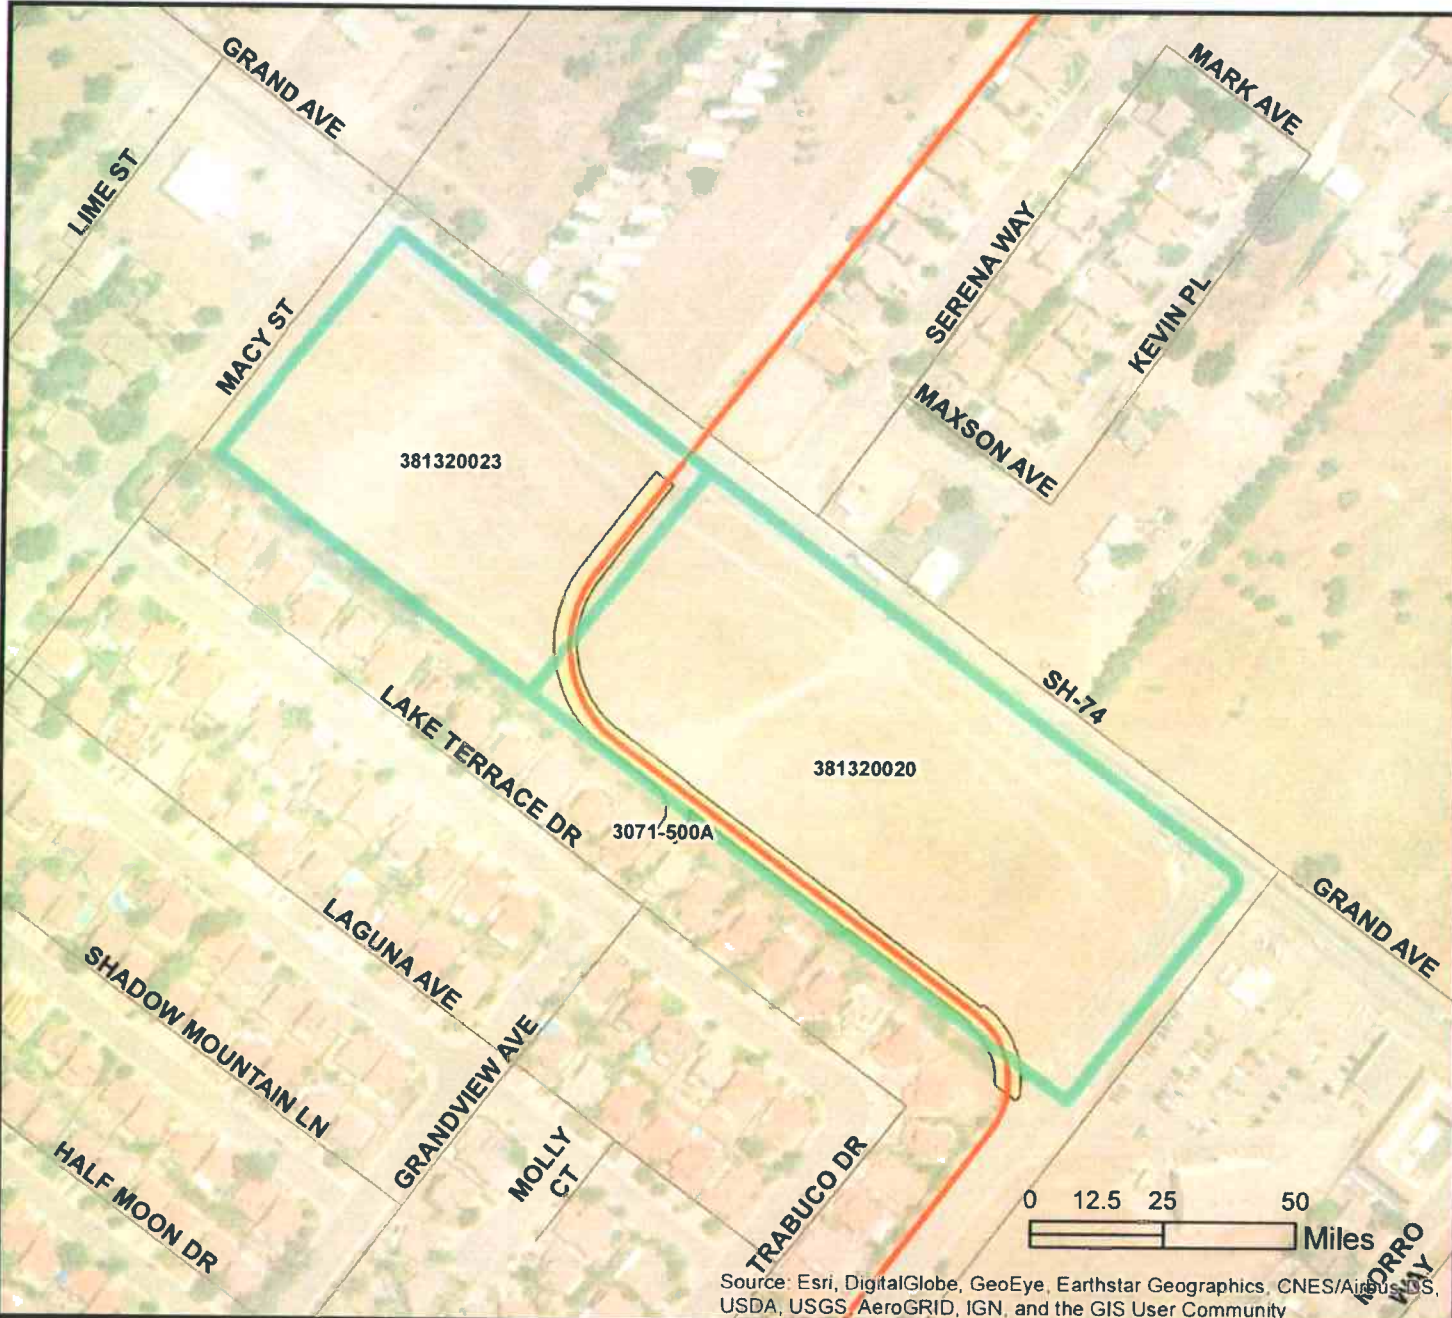 GRAND AVE
MARK AVE
LIME ST
SERENA WAY
MACY ST
KEVIN PL
MAXSON AVE
381320023
SH-74
LAKE TERRACE DR
381320020
3071-500A
GRAND AVE
LAGUNA AVE
SHADOW MOUNTAIN LN
GRANDVIEW AVE
MOLLY
CT
TRABUCO DR
HALF MOON DR
0 12.5 25 50
Miles
KORRO
WAY
Source: Esri, DigitalGlobe, GeoEye, Earthstar Geographics, CNES/Airbus DS,
USDA, USGS, AeroGRID, IGN, and the GIS User Community